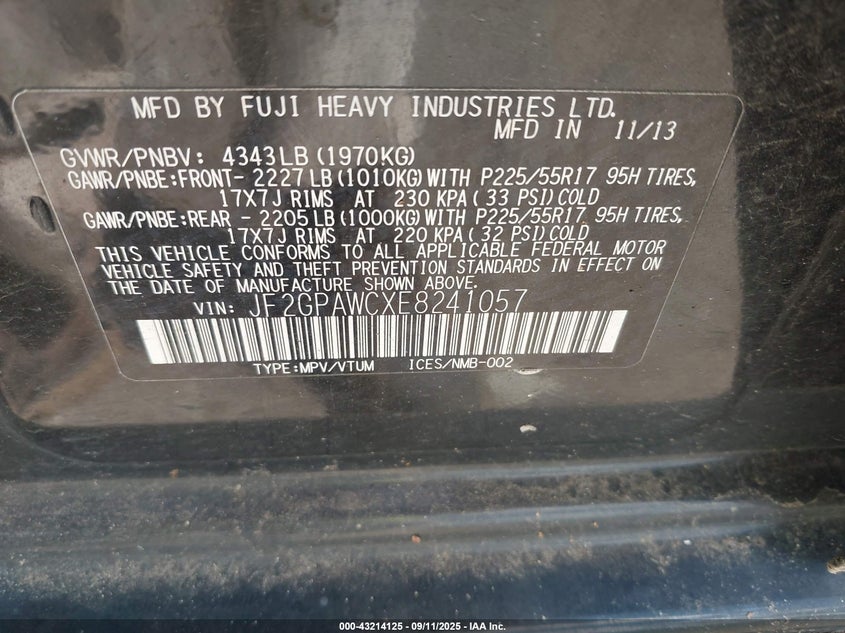 MFD BY FUJI HEAVY INDUSTRIES LTD.
MFD IN 11/13
GVWR/PNBV: 4343LB (1970KG)
GAWR/PNBE:FRONT- 2227LB(1010KG)WITH P225/55R17 95H TIRES,
17X7J RIMS AT 230 KPA(33 PSI)COLD
GAWR/PNBE:REAR - 2205LB(1000KG)WITH P225/55R17 95H TIRES,
17X7J RIMS AT 220 KPA(32 PSI)COLD
THIS VEHICLE CONFORMS TO ALL APPLICABLE FEDERAL MOTOR
VEHICLE SAFETY AND THEFT PREVENTION STANDARDS IN EFFECT ON
THE DATE OF MANUFACTURE SHOWN ABOVE.
VIN: JF2GPAWCXE8241057
TYPE:MPV/VTUM ICES/NMB-002
000-43214125 - 09/11/2025 - IAA Inc.